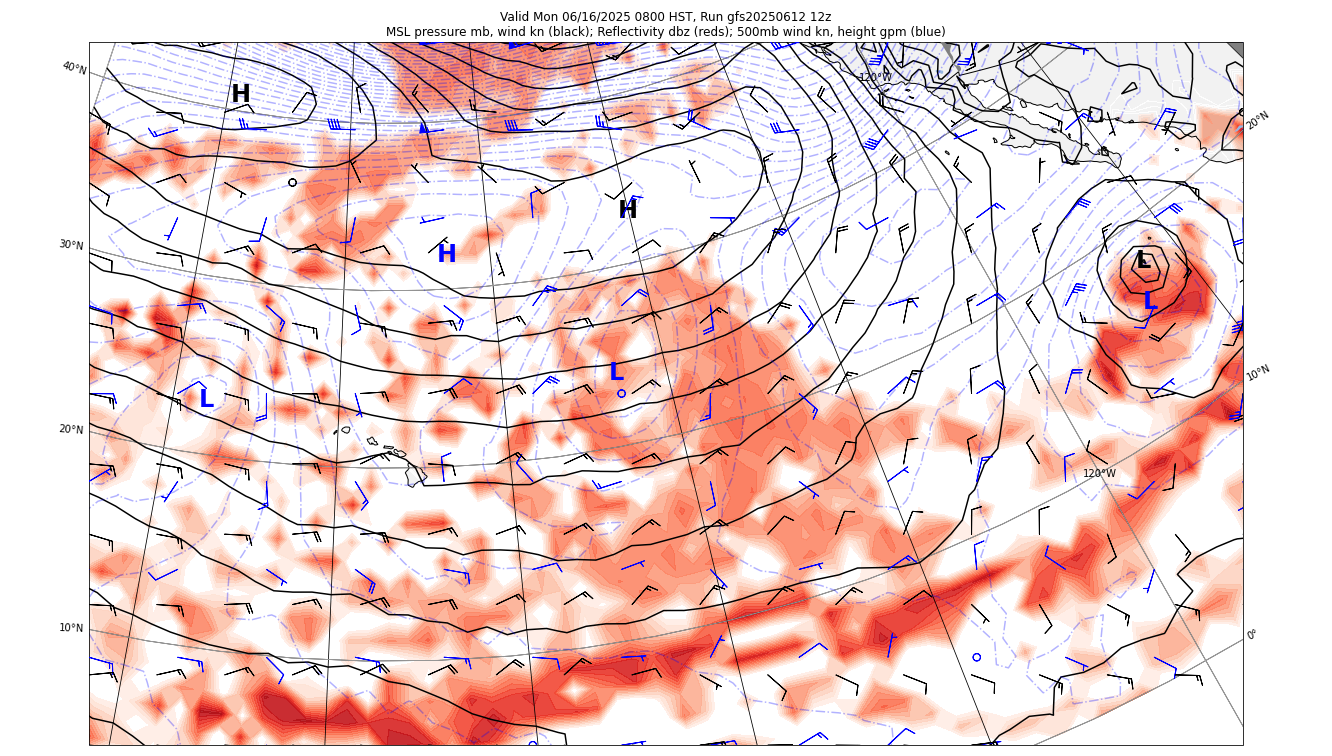 Valid Mon 06/16/2025 0800 HST, Run gfs20250612 12z
MSL pressure mb, wind kn (black); Reflectivity dbz (reds); 500mb wind kn, height gpm (blue)
40°N
120°W
H
20°N
H
30°N
H
L
L
L
10°N
L
20°N
120°W
10°N
0°